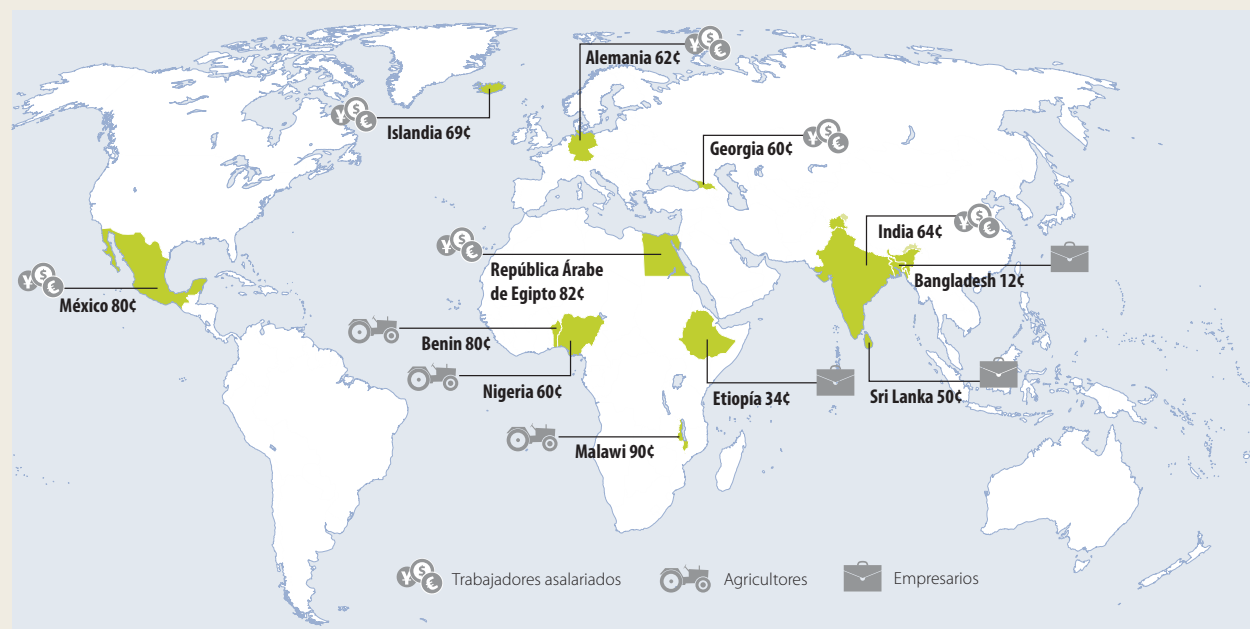 Alemania 62¢
Islandia 69¢
Georgia 60¢
India 64¢
Bangladesh 12¢
República Árabe
de Egipto 82¢
México 80¢
Benin 80¢
Nigeria 60¢
Etiopía 34¢
Sri Lanka 50¢
Malawi 90¢
¥ $ € Trabajadores asalariados
Agricultores
Empresarios